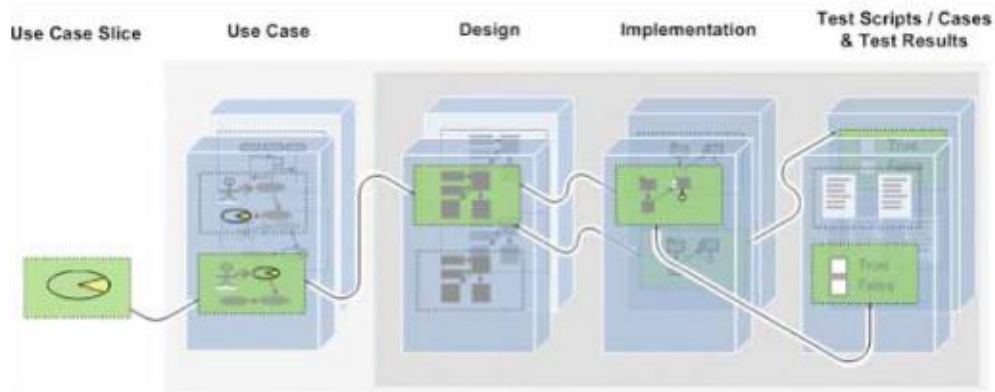 Use Case Slice
Use Case
Design
Implementation
Test Scripts / Cases
& Test Results
True
False
True
False